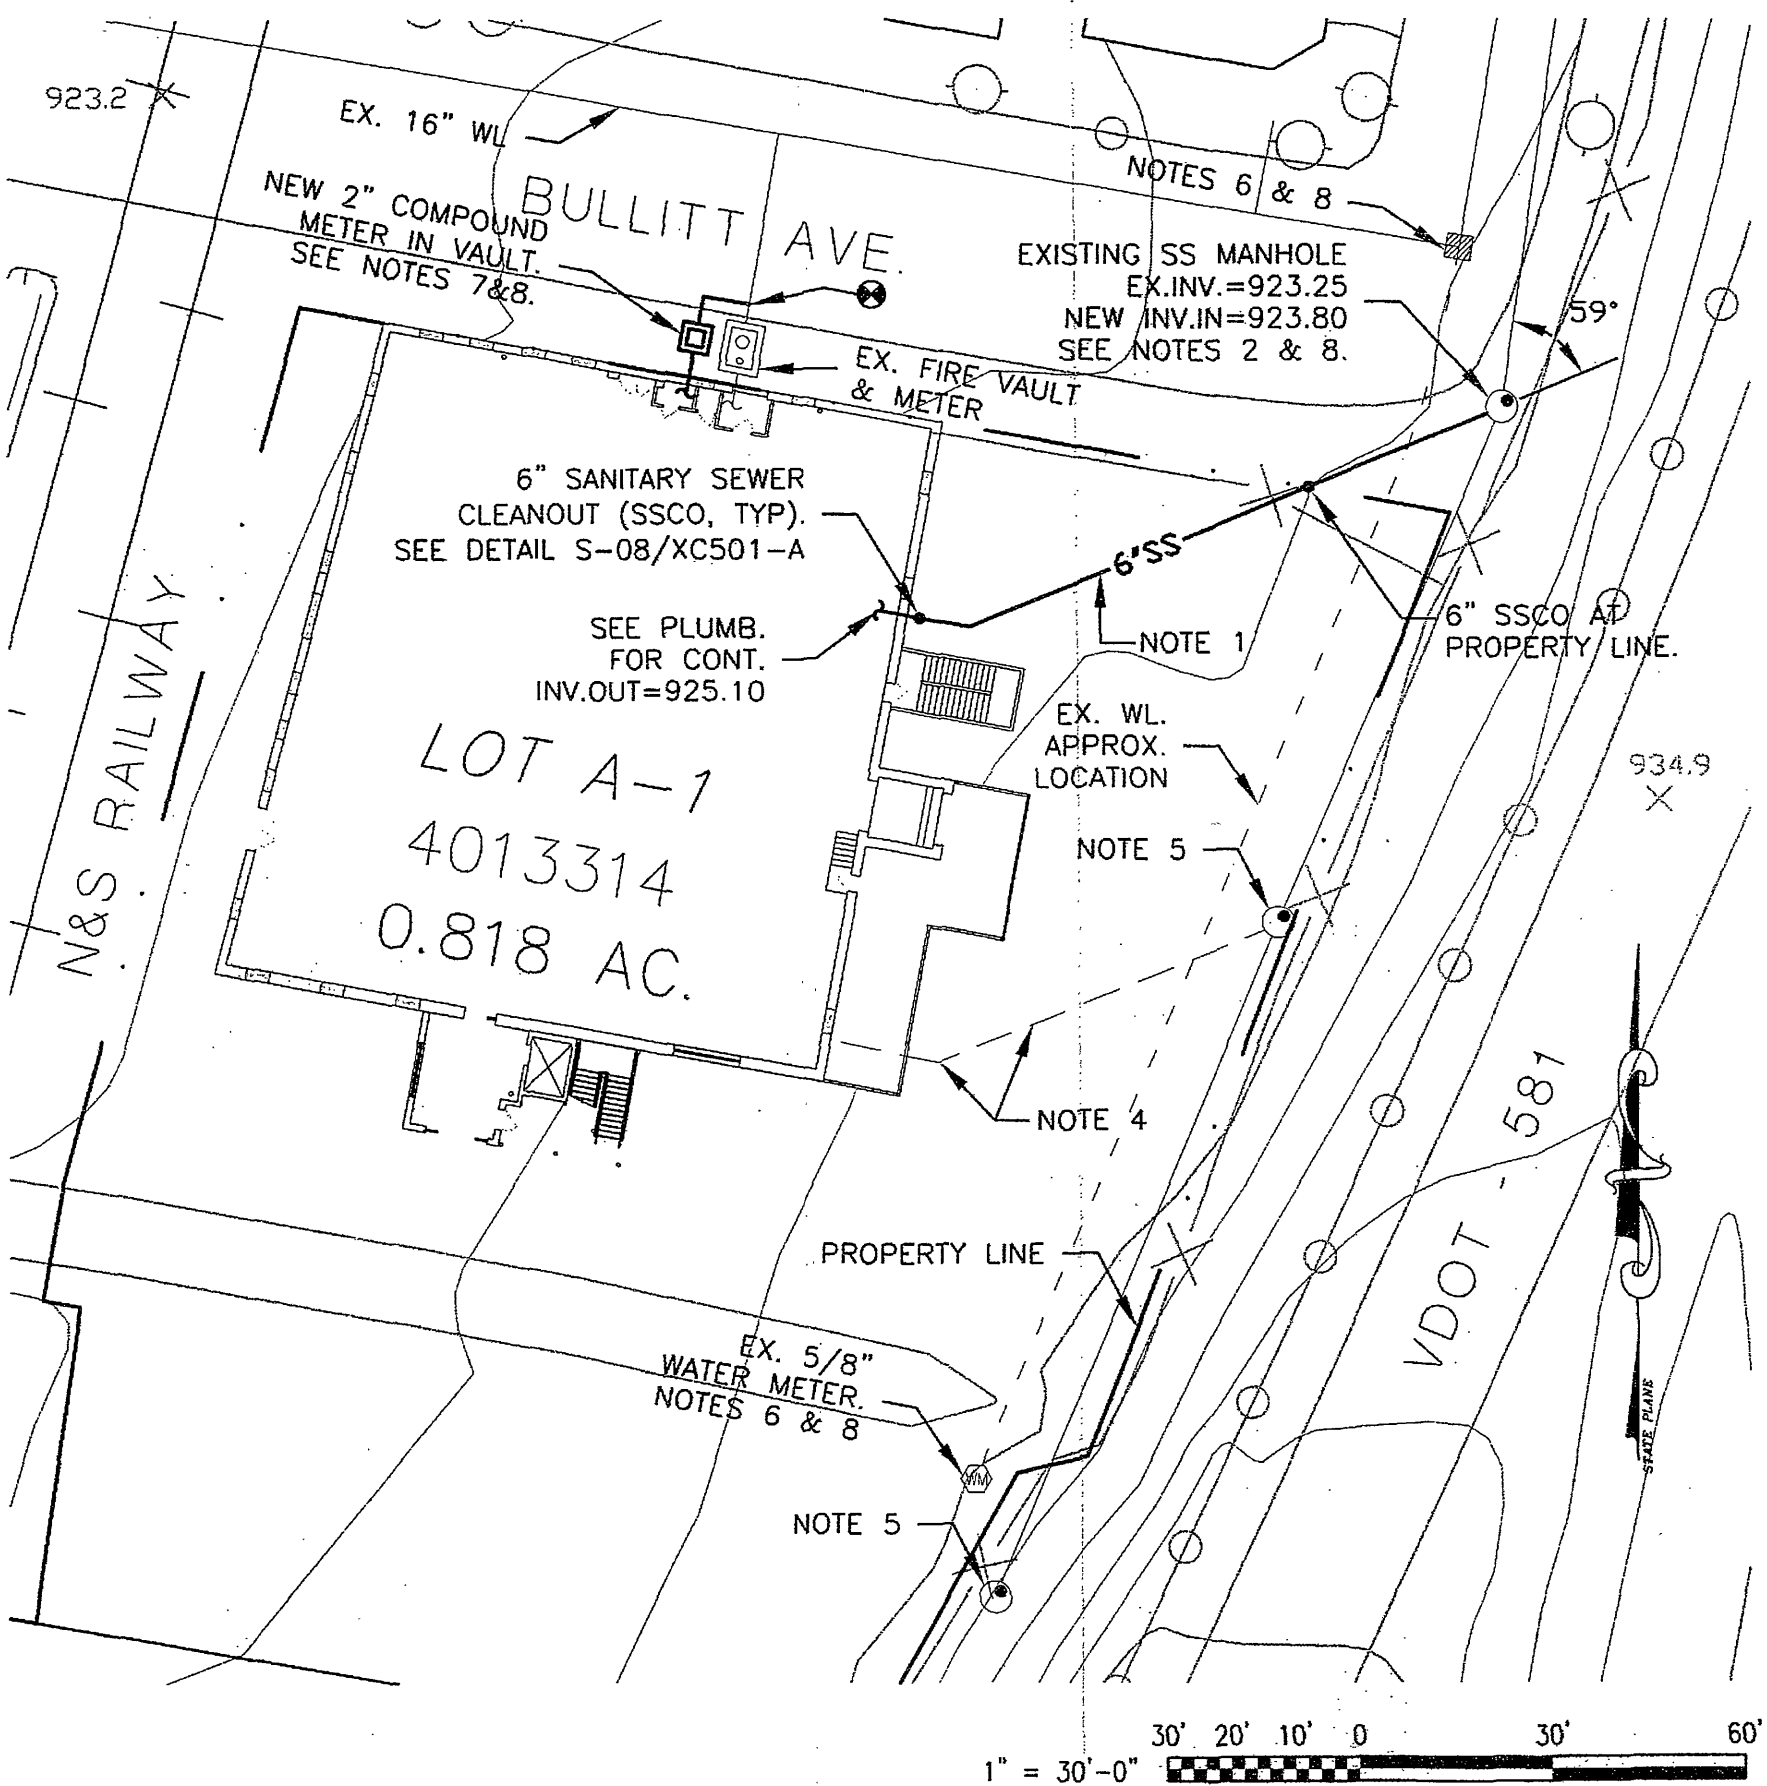 923.2
EX. 16" WL
NEW 2" COMPOUND
METER IN VAULT.
SEE NOTES 7&8.
BULLITT AVE.
NOTES 6 & 8
EXISTING SS MANHOLE
EX.INV.=923.25
NEW INV.IN=923.80
SEE NOTES 2 & 8.
59°
EX. FIRE VAULT
& METER
6" SANITARY SEWER
CLEANOUT (SSCO, TYP).
SEE DETAIL S-08/XC501-A
6'SS
SEE PLUMB.
FOR CONT.
INV.OUT=925.10
NOTE 1
6" SSCO AT
PROPERTY LINE.
N&S RAILWAY
LOT A-1
4013314
0.818 AC.
EX. WL.
APPROX.
LOCATION
934.9
NOTE 5
NOTE 4
VDOT - 581
PROPERTY LINE
EX. 5/8"
WATER METER.
NOTES 6 & 8
WM
NOTE 5
STATE PLANE
30' 20' 10' 0 30' 60'
1" = 30'-0"